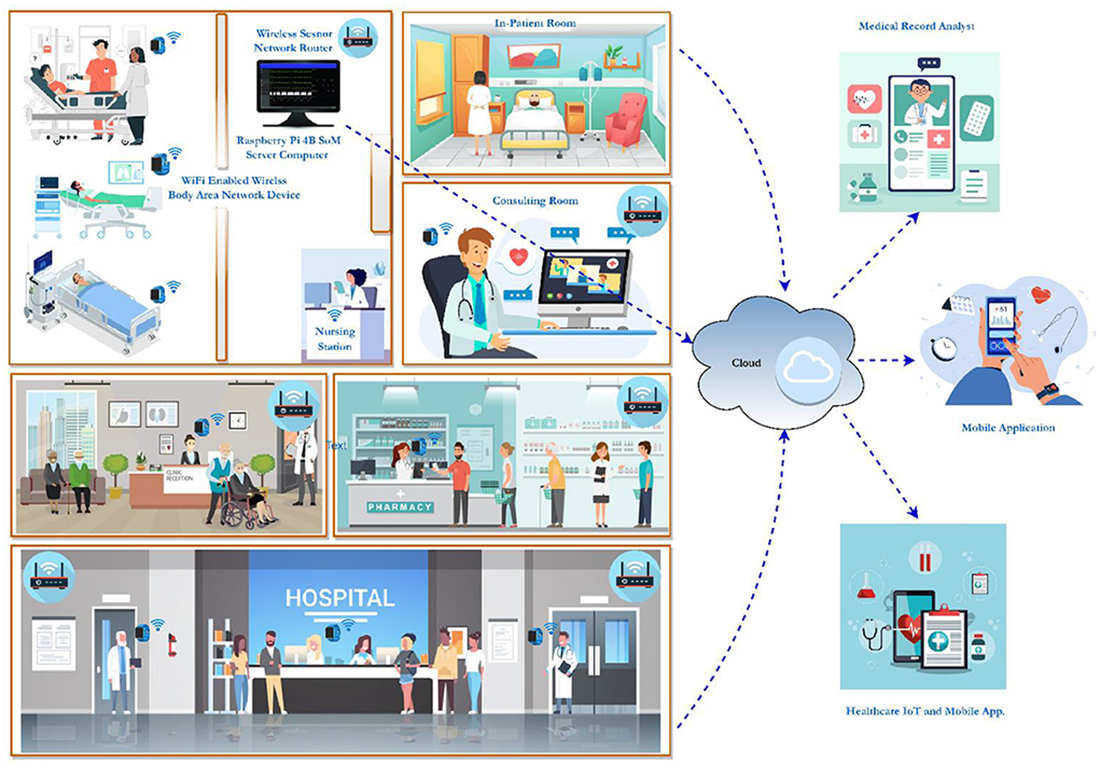 Wireless Sesnor
Network Router
Raspberry Pi 4B SoM
Server Computer
WiFi Enabled Wirelss
Body Area Network Device
Nursing
Station
In-Patient Room
Consulting Room
Text
CLINIC
RECEPTION
PHARMACY
HOSPITAL
Cloud
Medical Record Analyst
Mobile Application
Healthcare IoT and Mobile App.